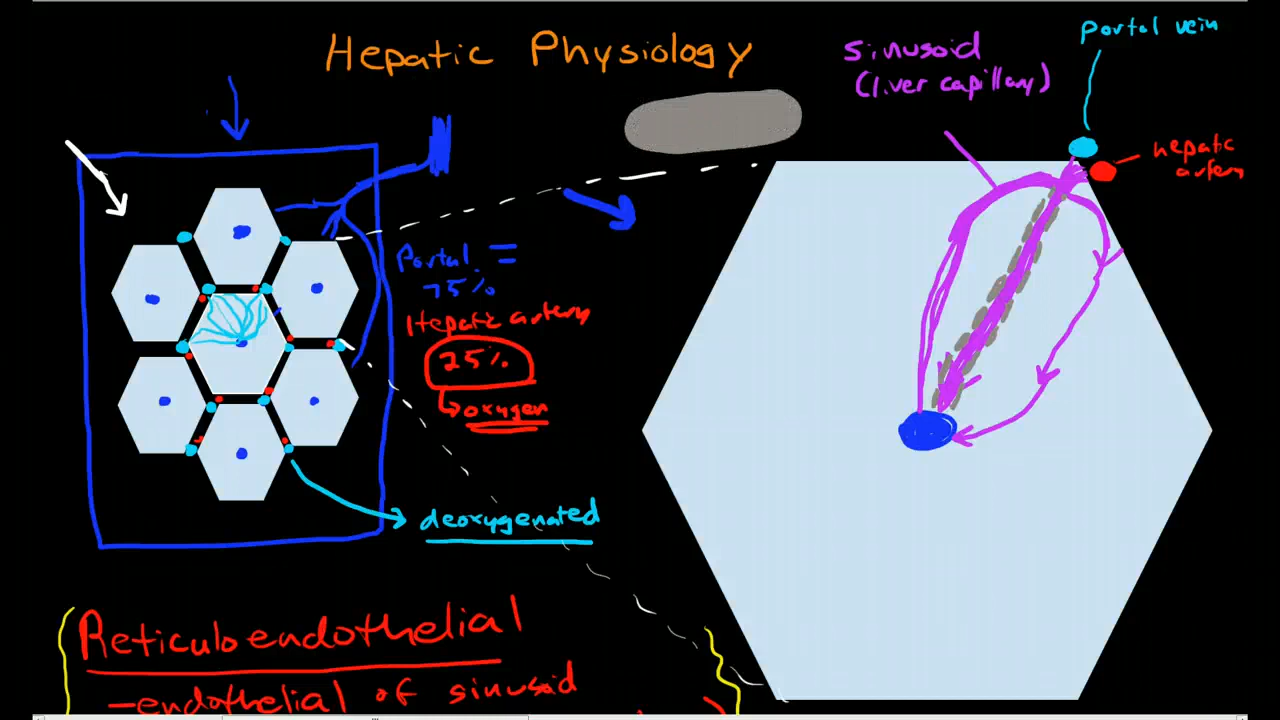 Hepatic Physiology
sinusoid
(liver capillary)
portal vein
hepatic
artery
Portal =
75%
Hepatic artery
25%
oxygen
deoxygenated
Reticuloendothelial
-endothelial of sinusoid